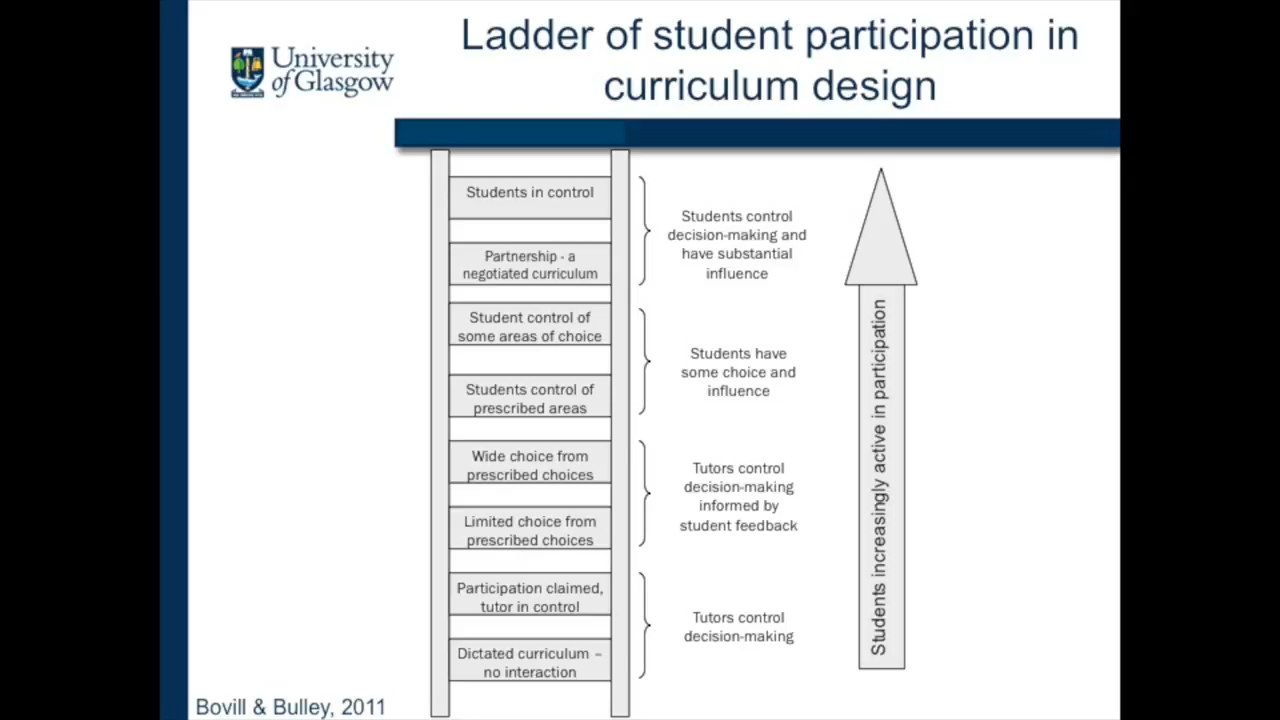 Ladder of student participation in
curriculum design
University
of Glasgow
Students in control
Partnership - a
negotiated curriculum
Students control
decision-making and
have substantial
influence
Student control of
some areas of choice
Students control of
prescribed areas
Students have
some choice and
influence
Wide choice from
prescribed choices
Limited choice from
prescribed choices
Tutors control
decision-making
informed by
student feedback
Participation claimed,
tutor in control
Dictated curriculum –
no interaction
Tutors control
decision-making
Students increasingly active in participation
Bovill & Bulley, 2011